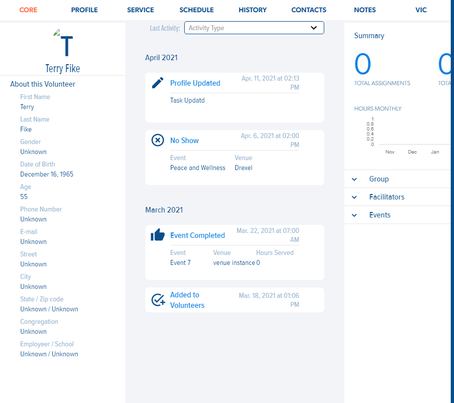 CORE PROFILE SERVICE SCHEDULE HISTORY CONTACTS NOTES VIC
T
Terry Fike
About this Volunteer
First Name
Terry
Last Name
Fike
Gender
Unknown
Date of Birth
December 16, 1965
Age
55
Phone Number
Unknown
E-mail
Unknown
Street
Unknown
City
Unknown
State / Zip code
Unknown / Unknown
Congregation
Unknown
Employeer / School
Unknown / Unknown
Last Activity: Activity Type
April 2021
Profile Updated Apr. 11, 2021 at 02:13
PM
Task Updatd
No Show Apr. 6, 2021 at 02:00
PM
Event Venue
Peace and Wellness Drexel
March 2021
Event Completed Mar. 22, 2021 at 07:00
AM
Event Venue Hours Served
Event 7 venue instance 0
Added to Mar. 18, 2021 at 01:06
Volunteers PM
Summary
0 0
TOTAL ASSIGNMENTS TOTA
HOURS MONTHLY
1
0.8
0.6
0.4
0.2
0
Nov Dec Jan
Group
Facilitators
Events